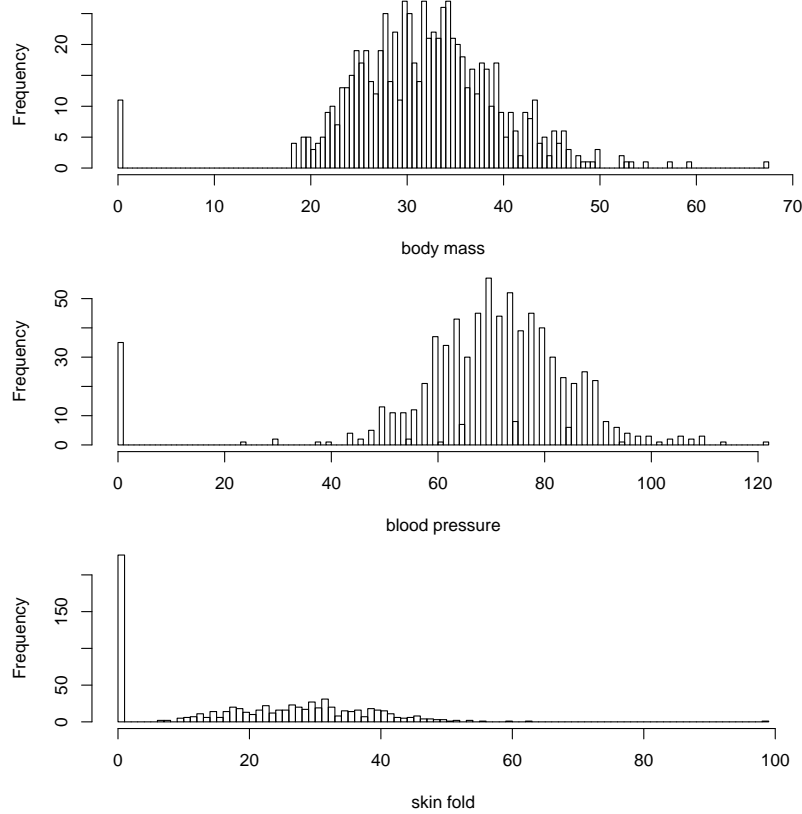 Frequency
0 5 10 20
0 10 20 30 40 50 60 70
body mass
Frequency
0 10 30 50
0 20 40 60 80 100 120
blood pressure
Frequency
0 50 150
0 20 40 60 80 100
skin fold